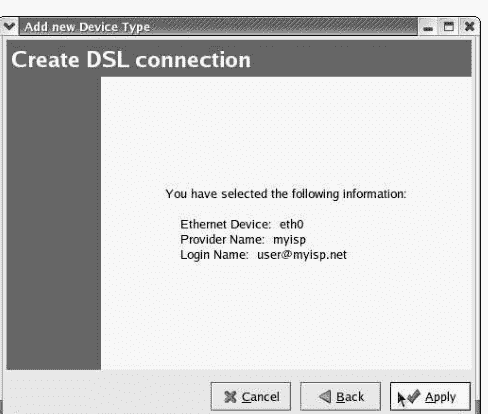 Add new Device Type
Create DSL connection
You have selected the following information:
Ethernet Device: eth0
Provider Name: myisp
Login Name: user@myisp.net
Cancel
Back
Apply